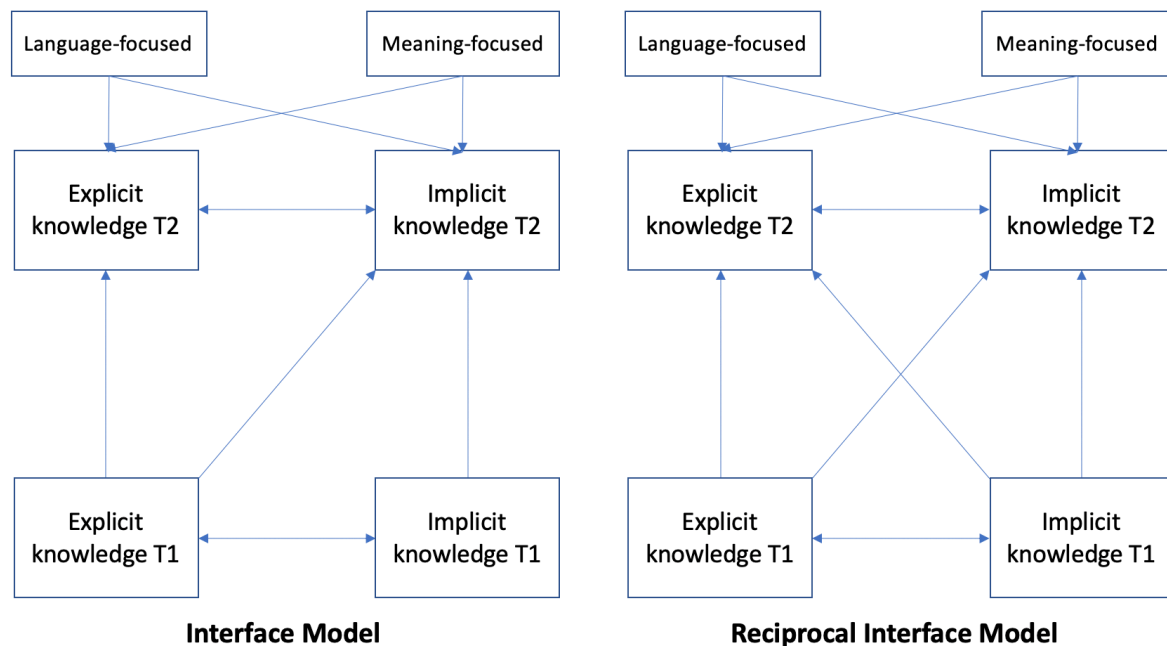 Language-focused
Meaning-focused
Explicit
knowledge T2
Implicit
knowledge T2
Explicit
knowledge T1
Implicit
knowledge T1
Interface Model
Language-focused
Meaning-focused
Explicit
knowledge T2
Implicit
knowledge T2
Explicit
knowledge T1
Implicit
knowledge T1
Reciprocal Interface Model